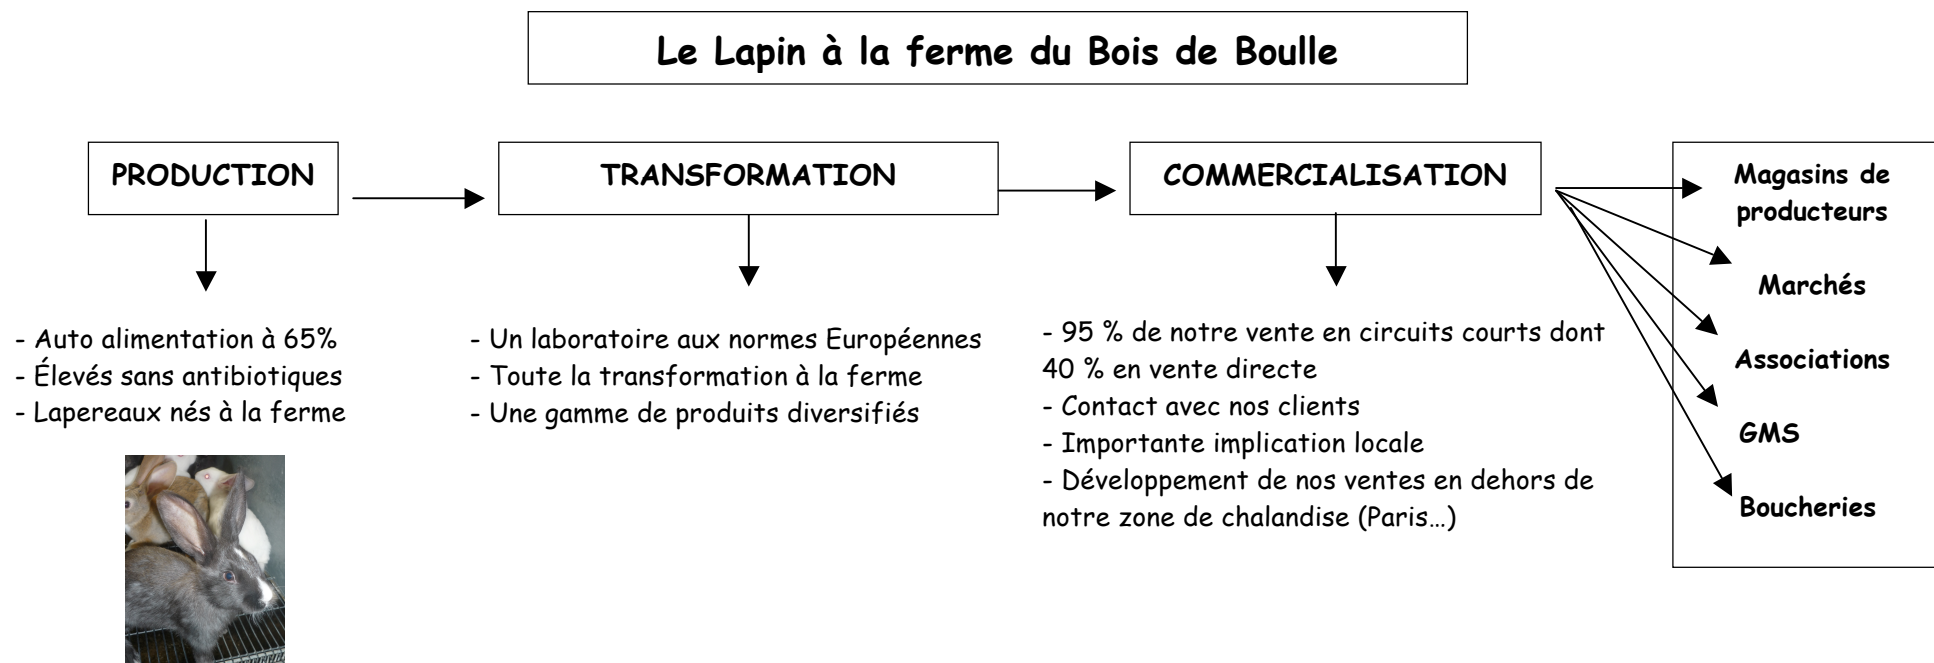 Le Lapin à la ferme du Bois de Boulle
PRODUCTION
- Auto alimentation à 65%
- Élevés sans antibiotiques
- Lapereaux nés à la ferme
TRANSFORMATION
- Un laboratoire aux normes Européennes
- Toute la transformation à la ferme
- Une gamme de produits diversifiés
COMMERCIALISATION
- 95 % de notre vente en circuits courts dont
40 % en vente directe
- Contact avec nos clients
- Importante implication locale
- Développement de nos ventes en dehors de
notre zone de chalandise (Paris…)
Magasins de
producteurs
Marchés
Associations
GMS
Boucheries